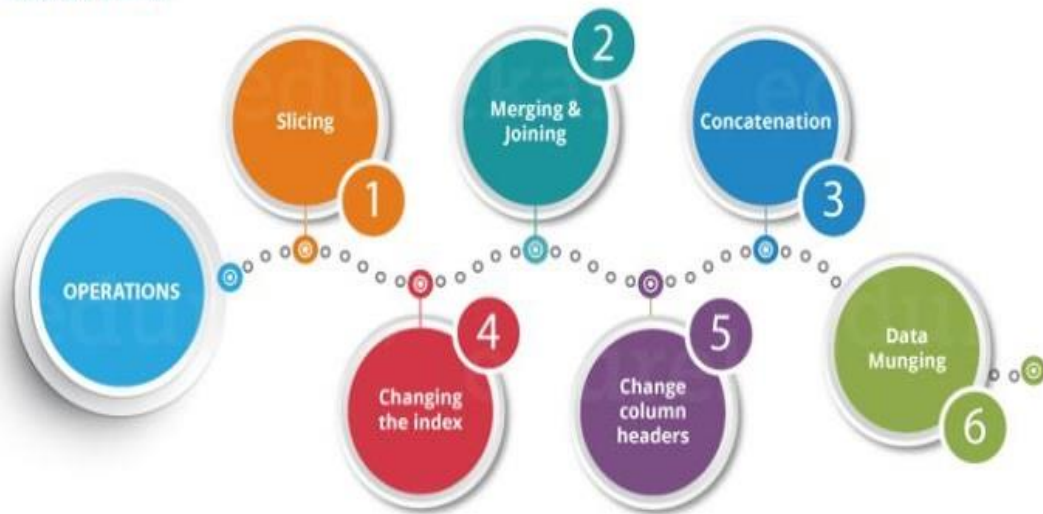 OPERATIONS
Slicing
1
Merging &
Joining
2
Concatenation
3
Changing
the index
4
Change
column
headers
5
Data
Munging
6